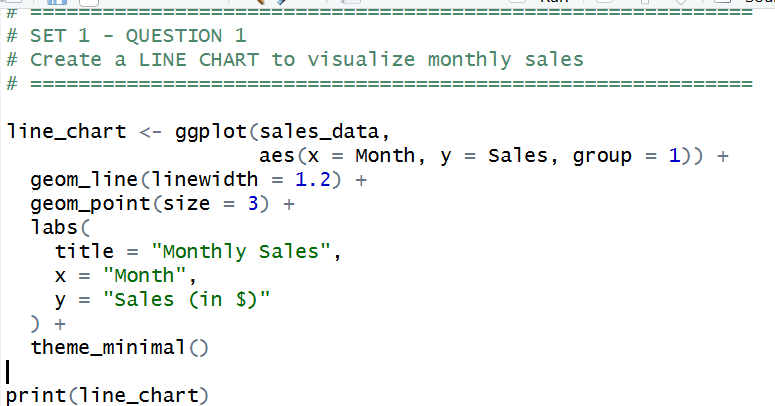 # ============================================================
# SET 1 - QUESTION 1
# Create a LINE CHART to visualize monthly sales
# ============================================================
line_chart <- ggplot(sales_data,
                     aes(x = Month, y = Sales, group = 1)) +
  geom_line(linewidth = 1.2) +
  geom_point(size = 3) +
  labs(
    title = "Monthly Sales",
    x = "Month",
    y = "Sales (in $)"
  ) +
  theme_minimal()
print(line_chart)